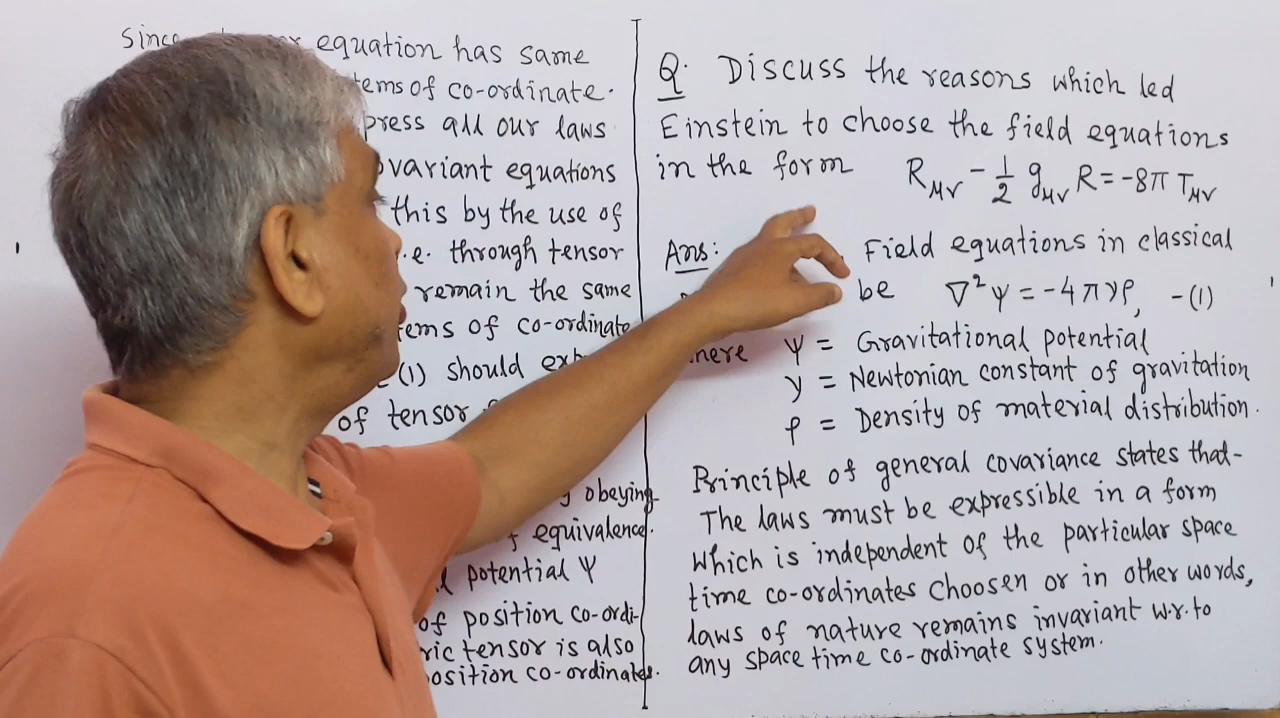 Since equation has same
tems of co-ordinate.
press all our laws
ovariant equations
this by the use of
.e. through tensor
remain the same
tems of co-ordinate
(1) should
of tensor
obeying
f equivalence.
potential Ψ
of position co-ordi-
ric tensor is also
osition co-ordinates.
Q. Discuss the reasons which led
Einstein to choose the field equations
in the form R_μν - 1/2 g_μν R = -8π T_μν
Ans: Field equations in classical
be ∇²Ψ = -4πγρ, -(1)
here Ψ = Gravitational potential
γ = Newtonian constant of gravitation
ρ = Density of material distribution.
Principle of general covariance states that-
The laws must be expressible in a form
which is independent of the particular space
time co-ordinates choosen or in other words,
laws of nature remains invariant w.r.to
any space time co-ordinate system.